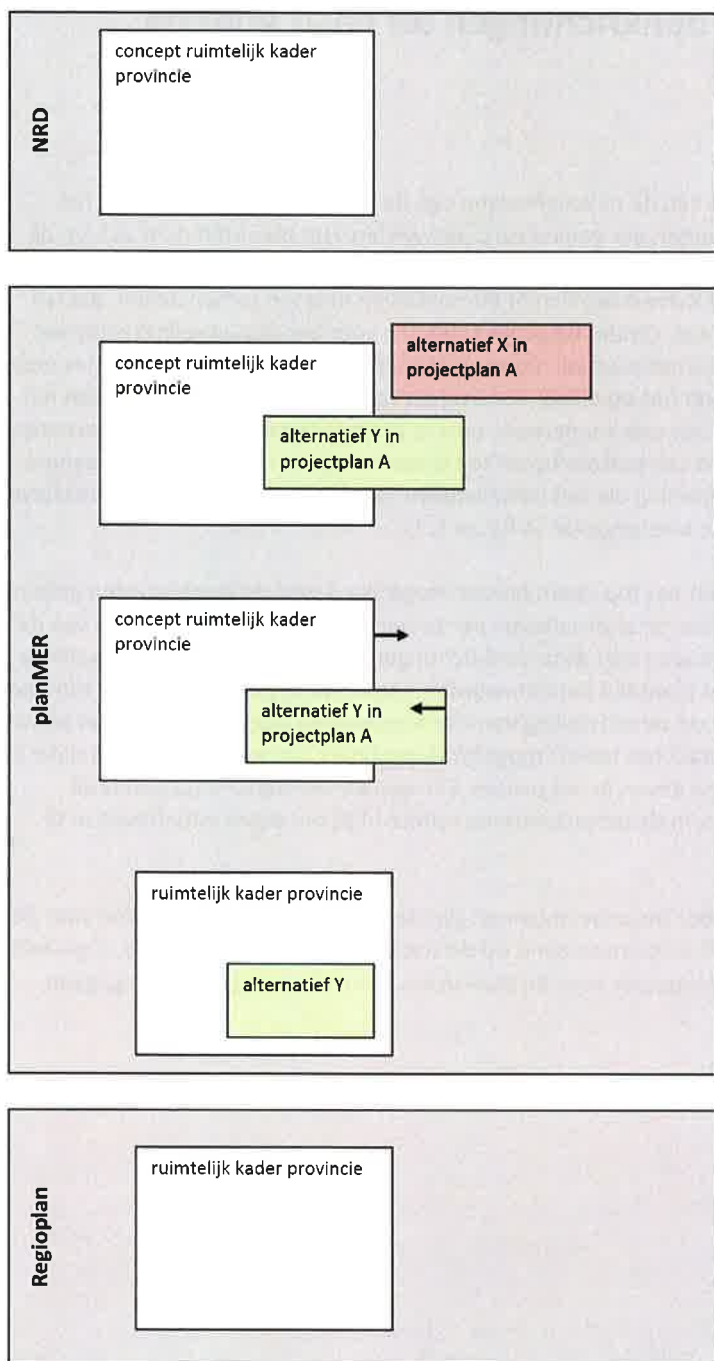 NRD
concept ruimtelijk kader
provincie
planMER
concept ruimtelijk kader
provincie
alternatief X in
projectplan A
alternatief Y in
projectplan A
concept ruimtelijk kader
provincie
alternatief Y in
projectplan A
ruimtelijk kader provincie
alternatief Y
Regioplan
ruimtelijk kader provincie